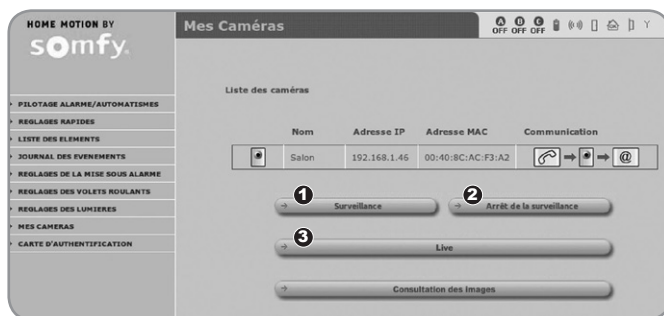 HOME MOTION BY
somfy.
Mes Caméras
A B C
OFF OFF OFF
PILOTAGE ALARME/AUTOMATISMES
REGLAGES RAPIDES
LISTE DES ELEMENTS
JOURNAL DES EVENEMENTS
REGLAGES DE LA MISE SOUS ALARME
REGLAGES DES VOLETS ROULANTS
REGLAGES DES LUMIERES
MES CAMERAS
CARTE D'AUTHENTIFICATION
Liste des caméras
Nom Adresse IP Adresse MAC Communication
Salon 192.168.1.46 00:40:8C:AC:F3:A2 @
1 Surveillance
2 Arrêt de la surveillance
3 Live
Consultation des Images